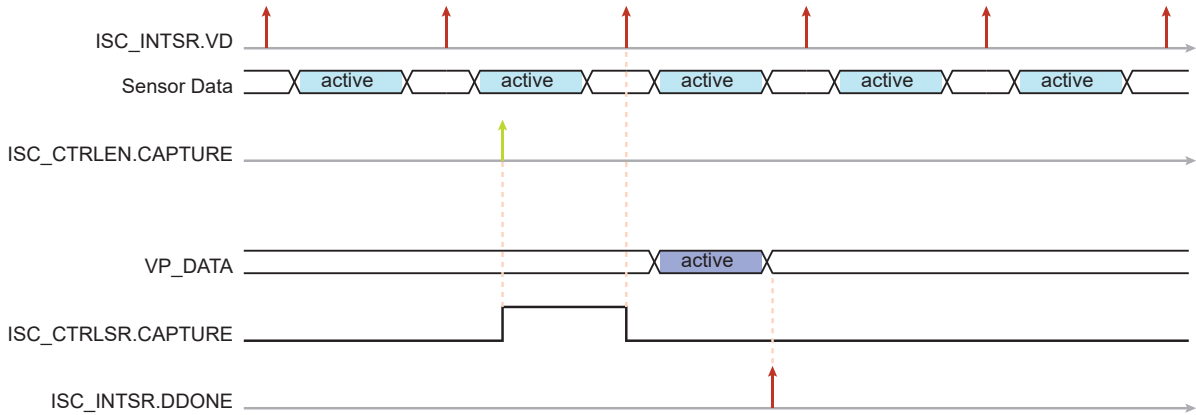 ISC_INTSR.VD
Sensor Data
active active active active active
ISC_CTRLEN.CAPTURE
VP_DATA
active
ISC_CTRLSR.CAPTURE
ISC_INTSR.DDONE